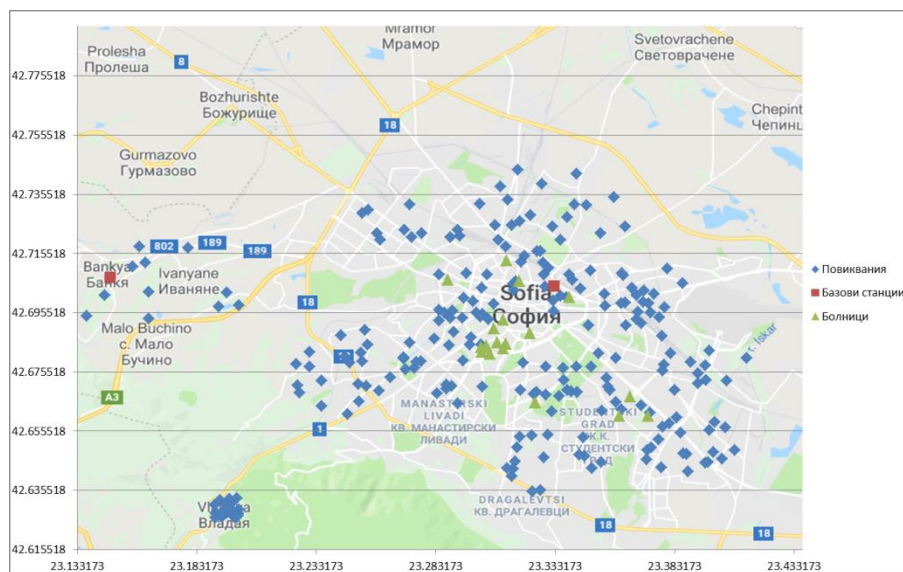 Mramor
Мрамор
Svetovrachene
Световрачене
Prolesha
Пролеша
8
42.775518
Bozhurishte
Божурище
Chepint
Чепинц
18
42.755518
Gurmazovo
Гурмазово
42.735518
802
189
189
42.715518
Bankya
Банкя
Ivanyane
Иваняне
Повиквания
Базови станции
Болници
Sofia
София
18
42.695518
Malo Buchino
с. Мало
Бучино
r. Iskar
42.675518
A3
MANASTIRSKI
LIVADI
КВ. МАНАСТИРСКИ
ЛИВАДИ
STUDENTSKI
GRAD
К.К.
СТУДЕНТСКИ
1
42.655518
42.635518
DRAGALEVTSI
КВ. ДРАГАЛЕВЦИ
Владая
18
18
42.615518
23.133173
23.183173
23.233173
23.283173
23.333173
23.383173
23.433173